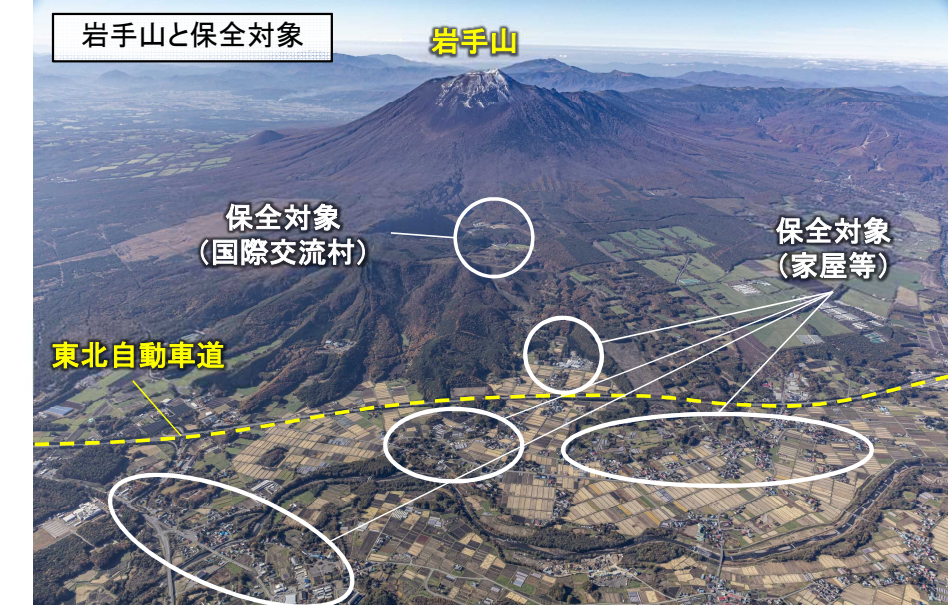 岩手山と保全対象
岩手山
保全対象
（国際交流村）
保全対象
（家屋等）
東北自動車道